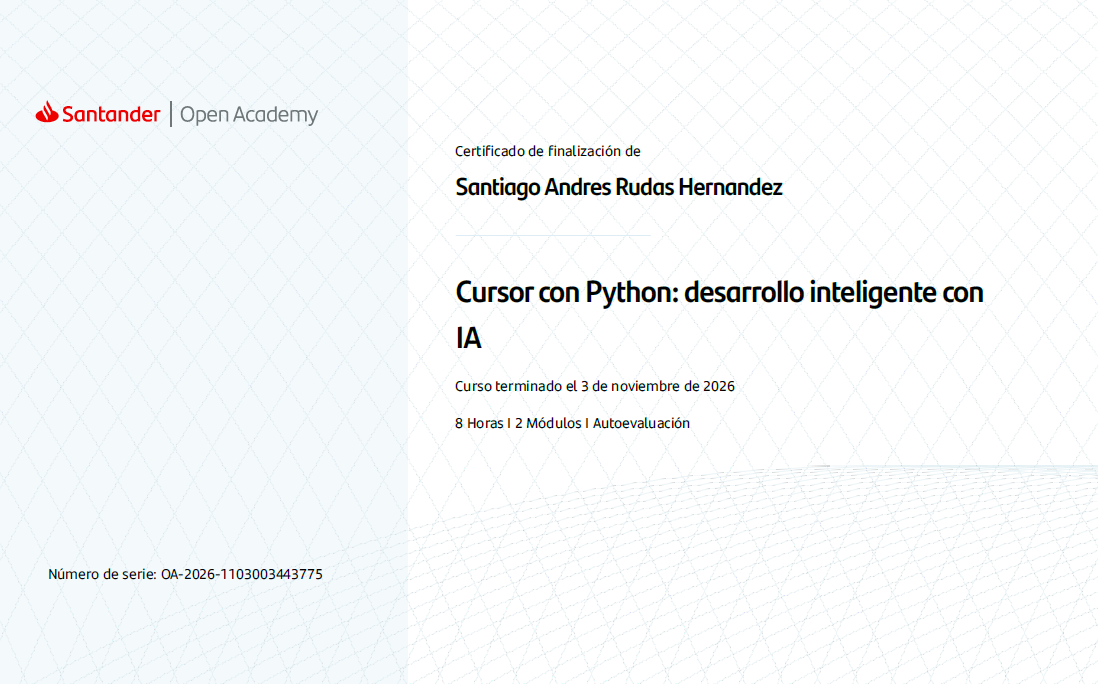 Santander | Open Academy
Certificado de finalización de
Santiago Andres Rudas Hernandez
Cursor con Python: desarrollo inteligente con
IA
Curso terminado el 3 de noviembre de 2026
8 Horas I 2 Módulos I Autoevaluación
Número de serie: OA-2026-1103003443775